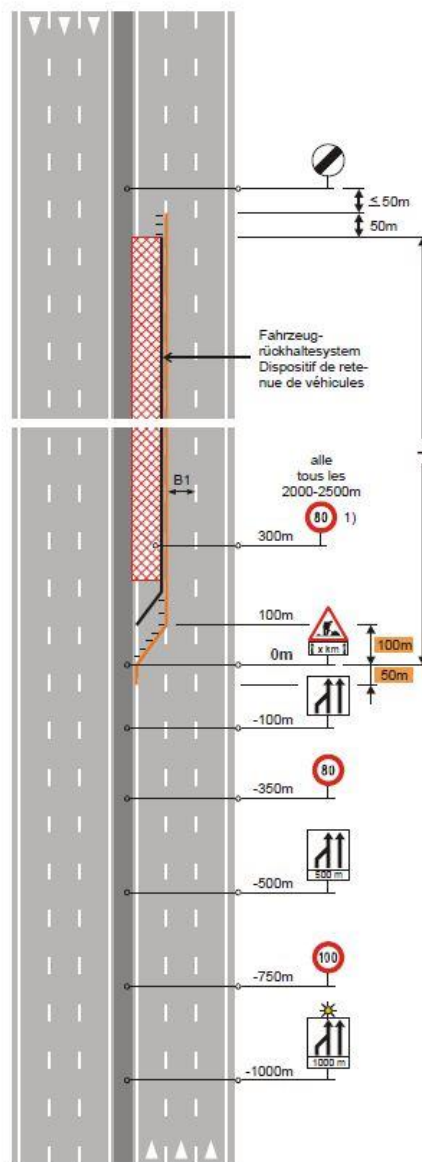 ≤50m
50m
Fahrzeug-
rückhaltesystem
Dispositif de rete-
nue de véhicules
alle
tous les
2000-2500m
B1
80 1)
300m
100m
x km
100m
0m
50m
-100m
80
-350m
500 m
-500m
100
-750m
1000 m
-1000m